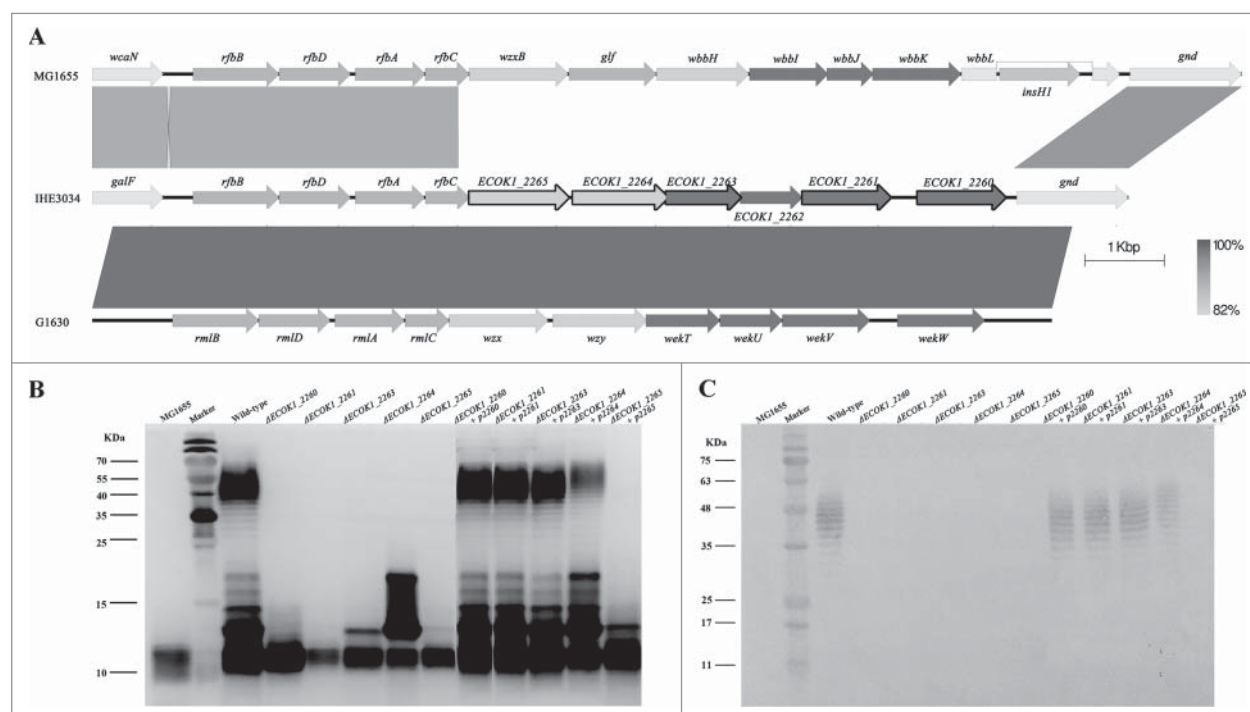 A
wcaN rfbB rfbD rfbA rfbC wzxB glf wbbH wbbI wbbJ wbbK wbbL gnd
MG1655
insH1
galF rfbB rfbD rfbA rfbC ECOK1_2265 ECOK1_2264 ECOK1_2263 ECOK1_2261 ECOK1_2260 gnd
IHE3034
ECOK1_2262
1 Kbp
100%
82%
G1630
rmlB rmlD rmlA rmlC wzx wzy wekT wekU wekV wekW
B
MG1655
Marker
Wild-type
ΔECOK1_2260
ΔECOK1_2261
ΔECOK1_2263
ΔECOK1_2264
ΔECOK1_2265
ΔECOK1_2260
+ p2260
ΔECOK1_2261
+ p2261
ΔECOK1_2263
+ p2263
ΔECOK1_2264
+ p2264
ΔECOK1_2265
+ p2265
KDa
70
55
40
35
25
15
10
C
MG1655
Marker
Wild-type
ΔECOK1_2260
ΔECOK1_2261
ΔECOK1_2263
ΔECOK1_2264
ΔECOK1_2265
ΔECOK1_2260
+ p2260
ΔECOK1_2261
+ p2261
ΔECOK1_2263
+ p2263
ΔECOK1_2264
+ p2264
ΔECOK1_2265
+ p2265
KDa
75
63
48
35
25
17
11